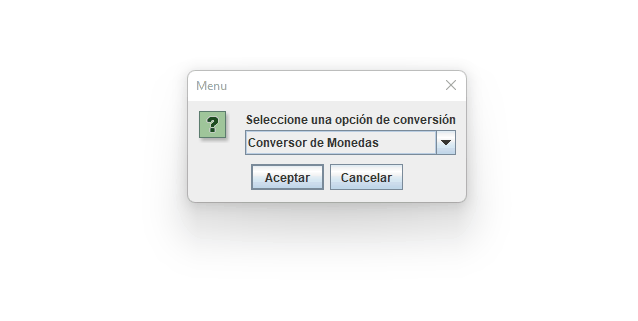 Menu
?
Seleccione una opción de conversión
Conversor de Monedas
Aceptar Cancelar